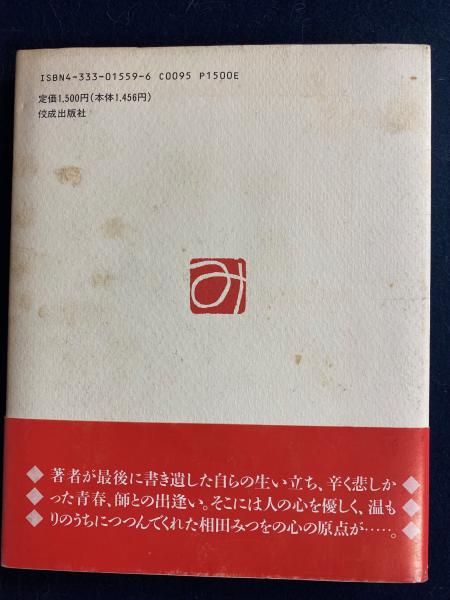 ISBN4-333-01559-6 C0095 P1500E
定価1,500円(本体1,456円)
佼成出版社
み
著者が最後に書き遺した自らの生い立ち、辛く悲しか
った青春、師との出逢い。そこには人の心を優しく、温も
りのうちにつつんでくれた相田みつをの心の原点が……。